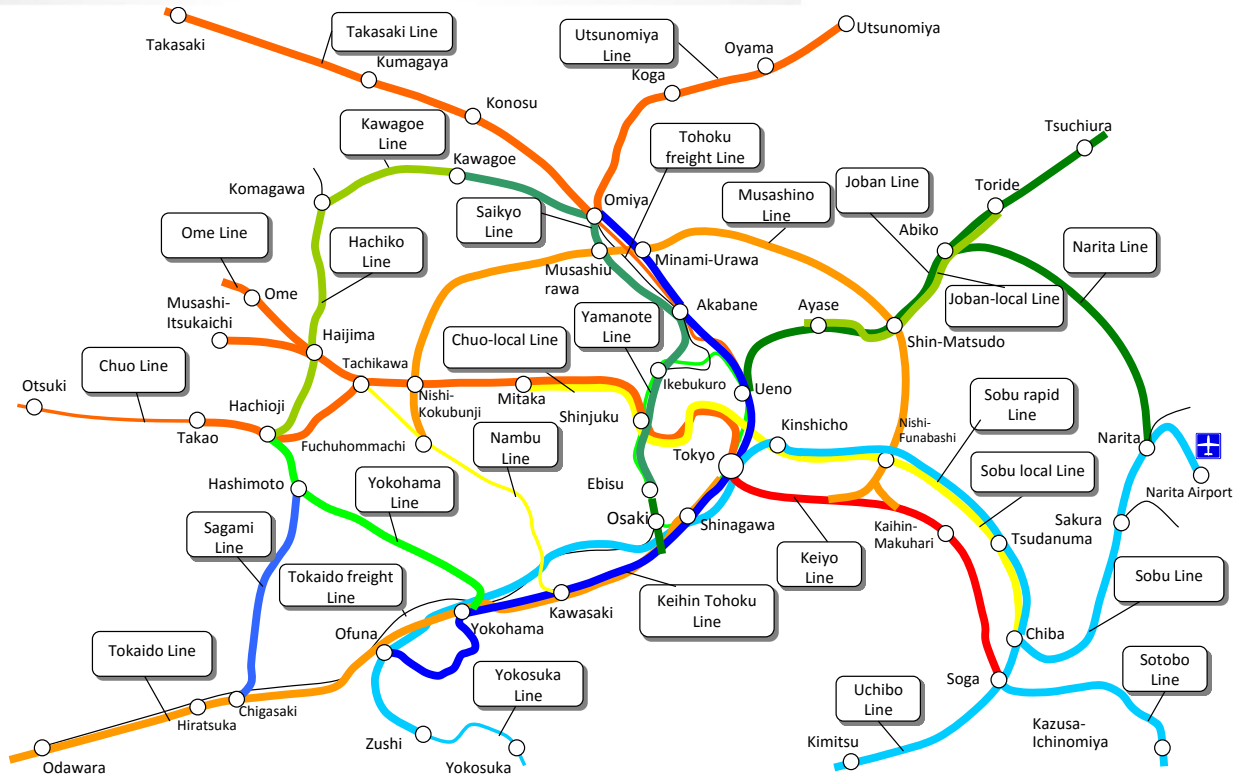 Takasaki
Takasaki Line
Kumagaya
Konosu
Utsunomiya
Line
Koga
Oyama
Utsunomiya
Kawagoe
Line
Kawagoe
Tohoku
freight Line
Tsuchiura
Komagawa
Omiya
Musashino
Line
Joban Line
Toride
Ome Line
Hachiko
Line
Saikyo
Line
Abiko
Narita Line
Musashiu
rawa
Minami-Urawa
Ome
Musashi-
Itsukaichi
Joban-local Line
Akabane
Ayase
Yamanote
Line
Shin-Matsudo
Haijima
Chuo-local Line
Chuo Line
Tachikawa
Otsuki
Nishi-
Kokubunji
Mitaka
Ikebukuro
Ueno
Shinjuku
Sobu rapid
Line
Hachioji
Takao
Fuchuhommachi
Nambu
Line
Kinshicho
Nishi-
Funabashi
Narita
Tokyo
Sobu local Line
Hashimoto
Yokohama
Line
Ebisu
Narita Airport
Sagami
Line
Osaki
Shinagawa
Kaihin-
Makuhari
Tsudanuma
Sakura
Keiyo
Line
Tokaido freight
Line
Sobu Line
Keihin Tohoku
Line
Kawasaki
Yokohama
Ofuna
Chiba
Tokaido Line
Yokosuka
Line
Soga
Sotobo
Line
Uchibo
Line
Hiratsuka
Chigasaki
Kazusa-
Ichinomiya
Zushi
Kimitsu
Odawara
Yokosuka